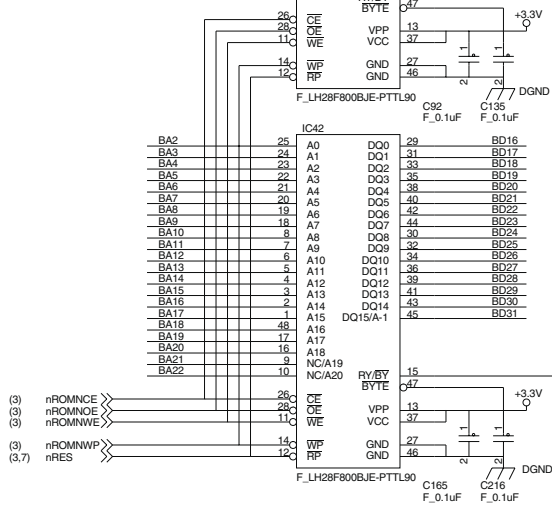 RY/BY
BYTE 47
26 CE
28 OE VPP 13 +3.3V
11 WE VCC 37
1 1
14 WP GND 27
12 RP GND 46
2 2
DGND
F_LH28F800BJE-PTTL90
C92 C135
F_0.1uF F_0.1uF
IC42
BA2 25 A0 DQ0 29 BD16
BA3 24 A1 DQ1 31 BD17
BA4 23 A2 DQ2 33 BD18
BA5 22 A3 DQ3 35 BD19
BA6 21 A4 DQ4 38 BD20
BA7 20 A5 DQ5 40 BD21
BA8 19 A6 DQ6 42 BD22
BA9 18 A7 DQ7 44 BD23
BA10 8 A8 DQ8 30 BD24
BA11 7 A9 DQ9 32 BD25
BA12 6 A10 DQ10 34 BD26
BA13 5 A11 DQ11 36 BD27
BA14 4 A12 DQ12 39 BD28
BA15 3 A13 DQ13 41 BD29
BA16 2 A14 DQ14 43 BD30
BA17 1 A15 DQ15/A-1 45 BD31
BA18 48 A16
BA19 17 A17
BA20 16 A18
BA21 9 NC/A19
BA22 10 NC/A20 RY/BY 15
BYTE 47
(3) nROMNCE 26 CE
(3) nROMNOE 28 OE VPP 13 +3.3V
(3) nROMNWE 11 WE VCC 37
1 1
(3) nROMNWP 14 WP GND 27
(3,7) nRES 12 RP GND 46
2 2
DGND
F_LH28F800BJE-PTTL90
C165 C216
F_0.1uF F_0.1uF